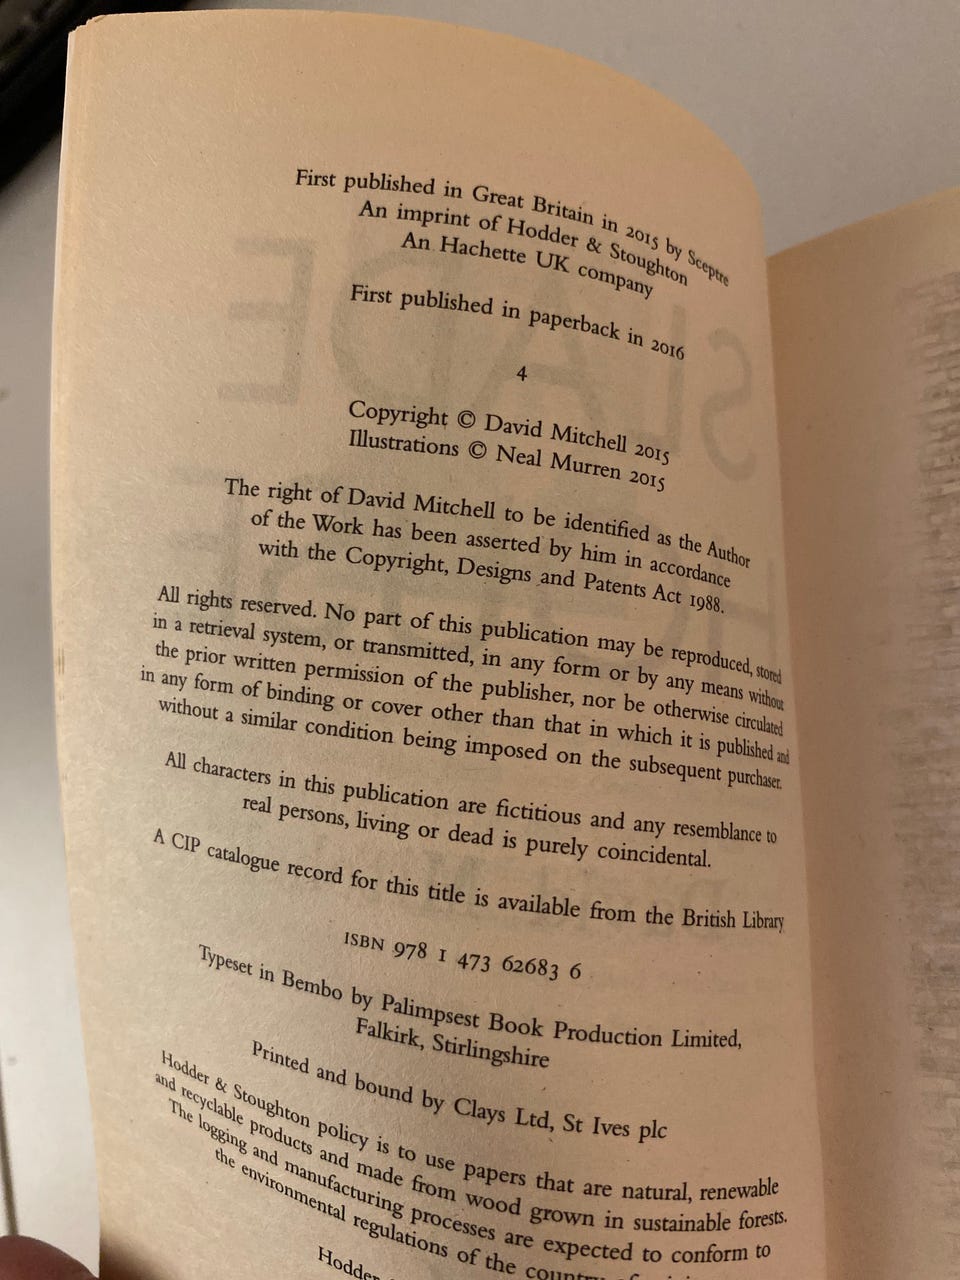 First published in Great Britain in 2015 by Sceptre
An imprint of Hodder & Stoughton
An Hachette UK company
First published in paperback in 2016
4
Copyright © David Mitchell 2015
Illustrations © Neal Murren 2015
The right of David Mitchell to be identified as the Author
of the Work has been asserted by him in accordance
with the Copyright, Designs and Patents Act 1988.
All rights reserved. No part of this publication may be reproduced, stored
in a retrieval system, or transmitted, in any form or by any means without
the prior written permission of the publisher, nor be otherwise circulated
in any form of binding or cover other than that in which it is published and
without a similar condition being imposed on the subsequent purchaser.
All characters in this publication are fictitious and any resemblance to
real persons, living or dead is purely coincidental.
A CIP catalogue record for this title is available from the British Library
ISBN 978 1 473 62683 6
Typeset in Bembo by Palimpsest Book Production Limited,
Falkirk, Stirlingshire
Printed and bound by Clays Ltd, St Ives plc
Hodder & Stoughton policy is to use papers that are natural, renewable
and recyclable products and made from wood grown in sustainable forests.
The logging and manufacturing processes are expected to conform to
the environmental regulations of the
Hodder